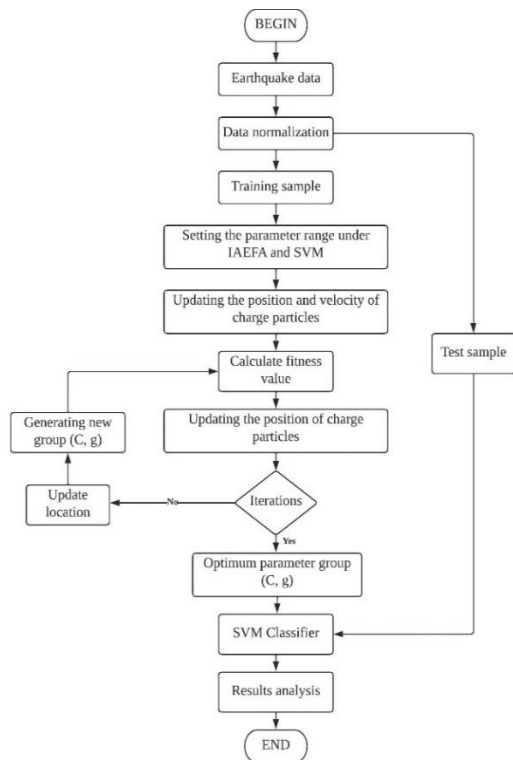 BEGIN
Earthquake data
Data normalization
Training sample
Setting the parameter range under
IAEFA and SVM
Updating the position and velocity of
charge particles
Calculate fitness
value
Test sample
Generating new
group (C, g)
Updating the position of charge
particles
Update
location
No
Iterations
Yes
Optimum parameter group
(C, g)
SVM Classifier
Results analysis
END